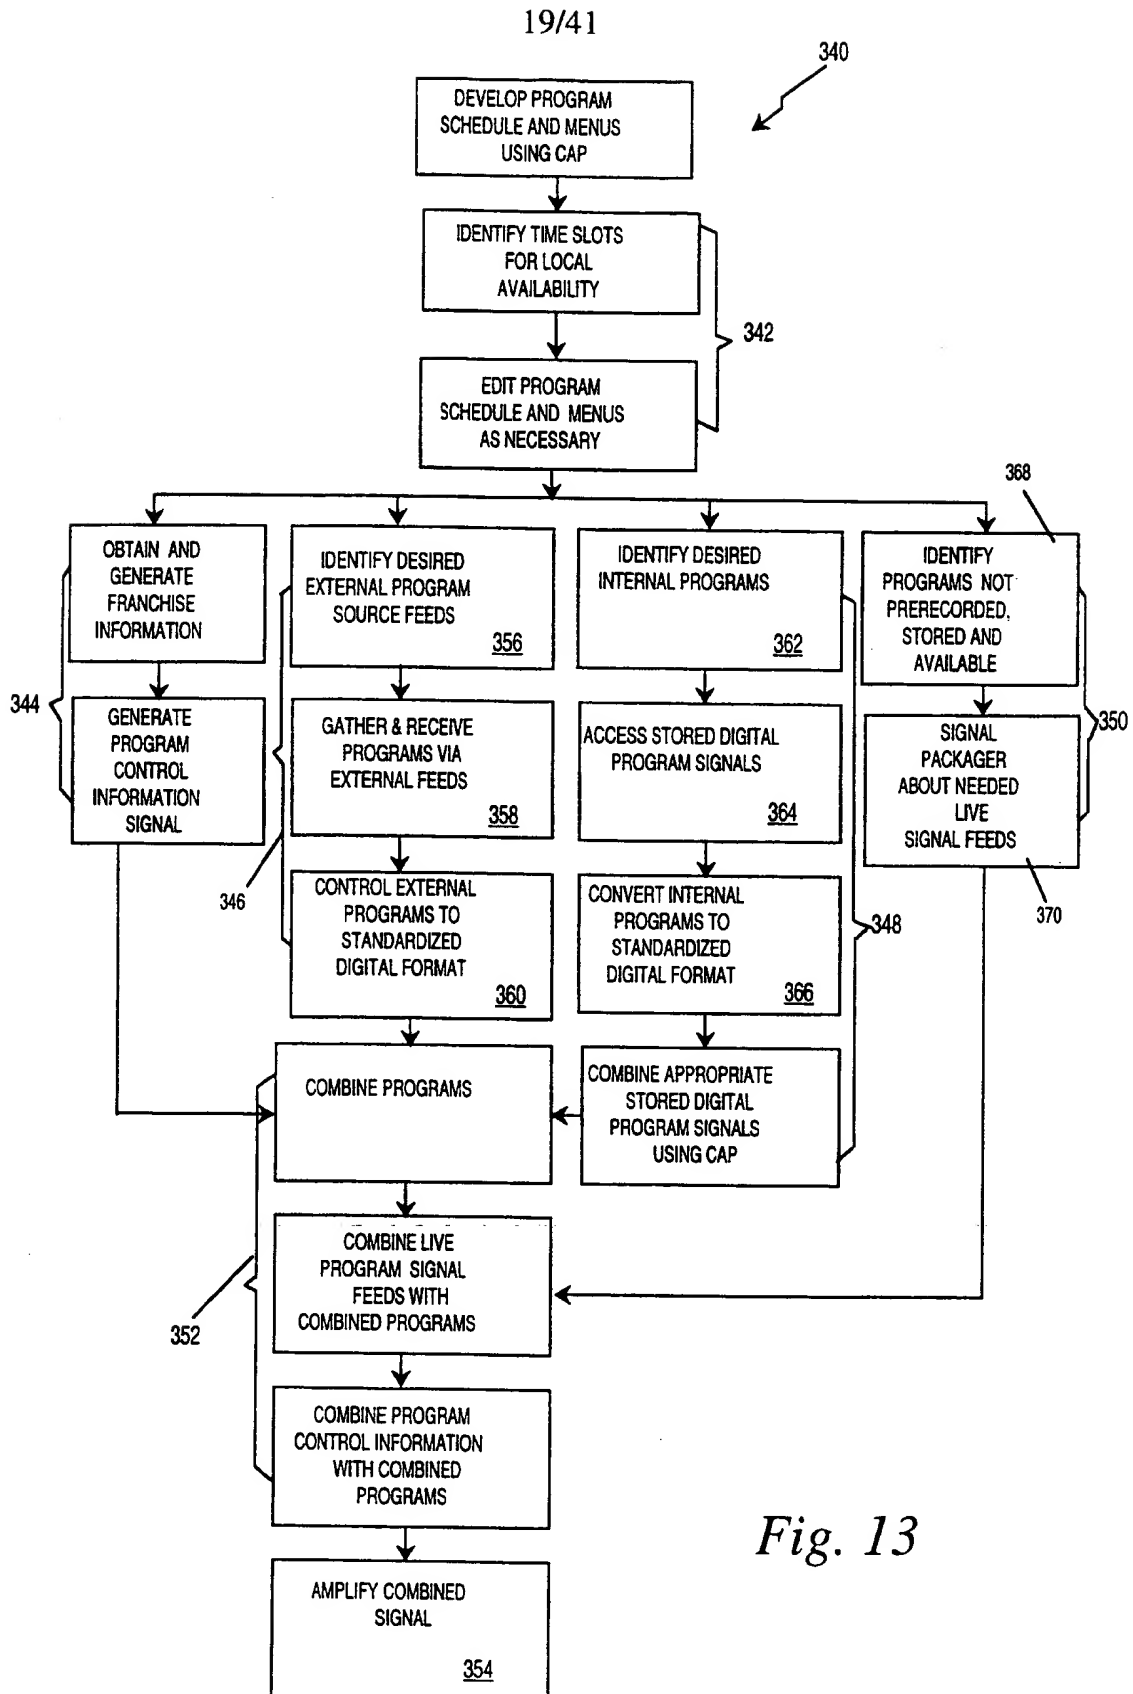 19/41
340
DEVELOP PROGRAM
SCHEDULE AND MENUS
USING CAP
IDENTIFY TIME SLOTS
FOR LOCAL
AVAILABILITY
342
EDIT PROGRAM
SCHEDULE AND MENUS
AS NECESSARY
344
OBTAIN AND
GENERATE
FRANCHISE
INFORMATION
GENERATE
PROGRAM
CONTROL
INFORMATION
SIGNAL
346
IDENTIFY DESIRED
EXTERNAL PROGRAM
SOURCE FEEDS
356
GATHER & RECEIVE
PROGRAMS VIA
EXTERNAL FEEDS
358
CONTROL EXTERNAL
PROGRAMS TO
STANDARDIZED
DIGITAL FORMAT
360
IDENTIFY DESIRED
INTERNAL PROGRAMS
362
ACCESS STORED DIGITAL
PROGRAM SIGNALS
364
CONVERT INTERNAL
PROGRAMS TO
STANDARDIZED
DIGITAL FORMAT
366
348
COMBINE APPROPRIATE
STORED DIGITAL
PROGRAM SIGNALS
USING CAP
368
IDENTIFY
PROGRAMS NOT
PRERECORDED,
STORED AND
AVAILABLE
350
SIGNAL
PACKAGER
ABOUT NEEDED
LIVE
SIGNAL FEEDS
370
COMBINE PROGRAMS
352
COMBINE LIVE
PROGRAM SIGNAL
FEEDS WITH
COMBINED PROGRAMS
COMBINE PROGRAM
CONTROL INFORMATION
WITH COMBINED
PROGRAMS
AMPLIFY COMBINED
SIGNAL
354
Fig. 13